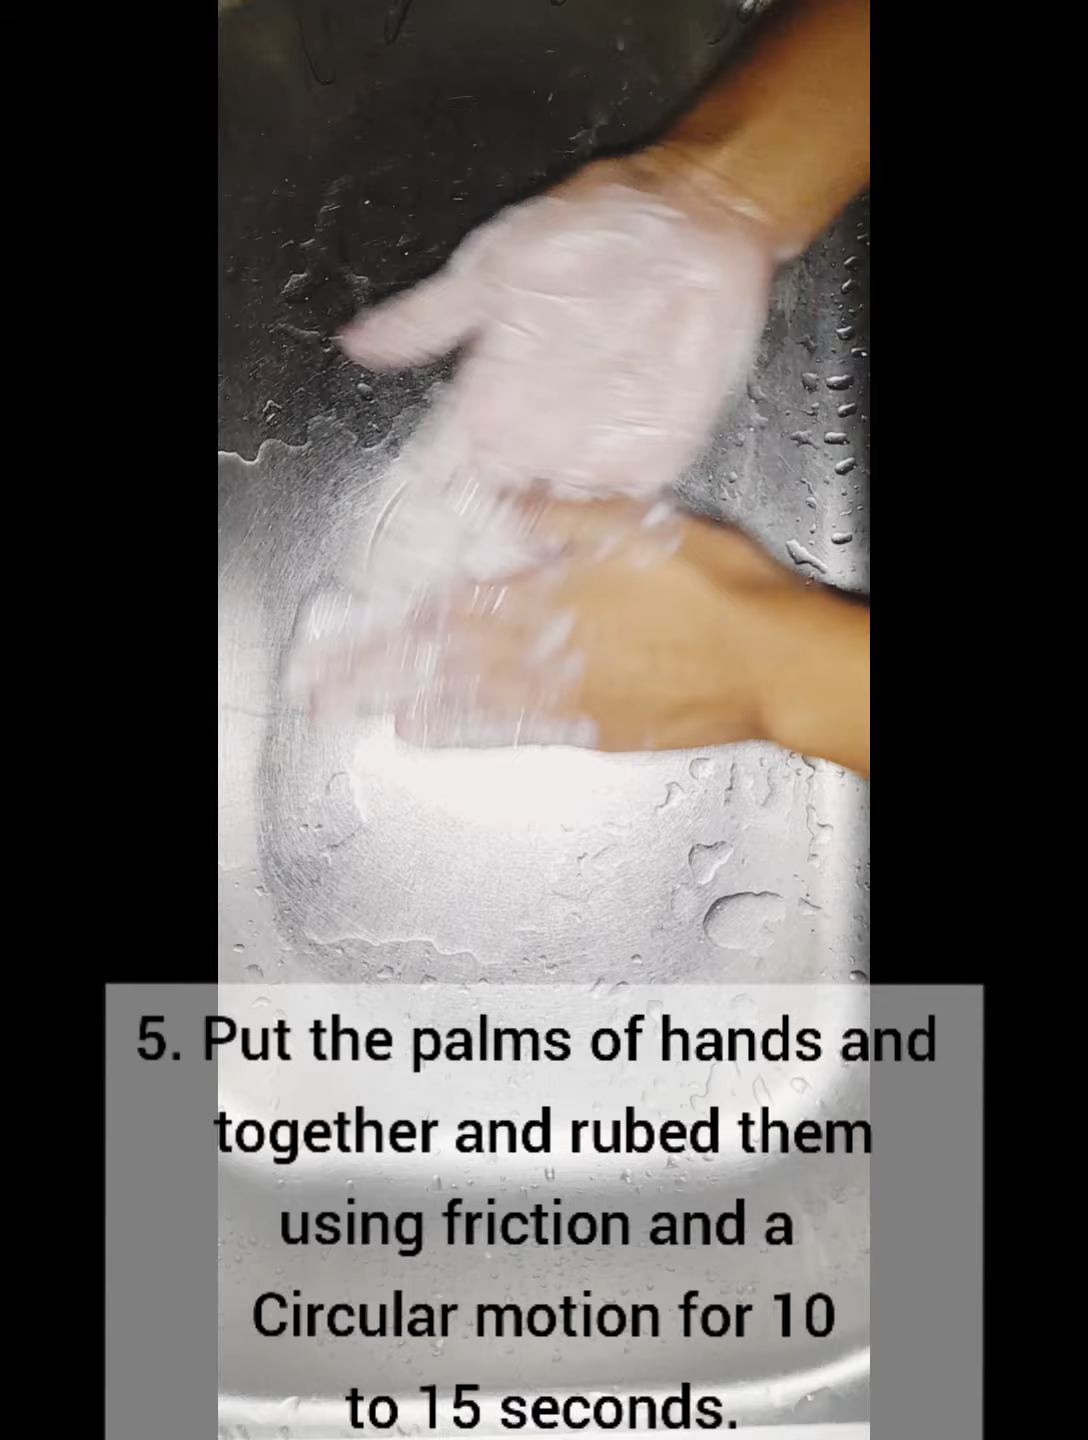 5. Put the palms of hands and
together and rubed them
using friction and a
Circular motion for 10
to 15 seconds.